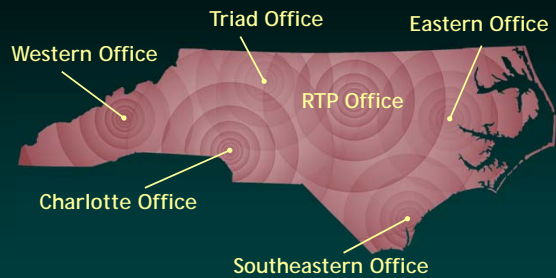 Triad Office
Eastern Office
Western Office
RTP Office
Charlotte Office
Southeastern Office